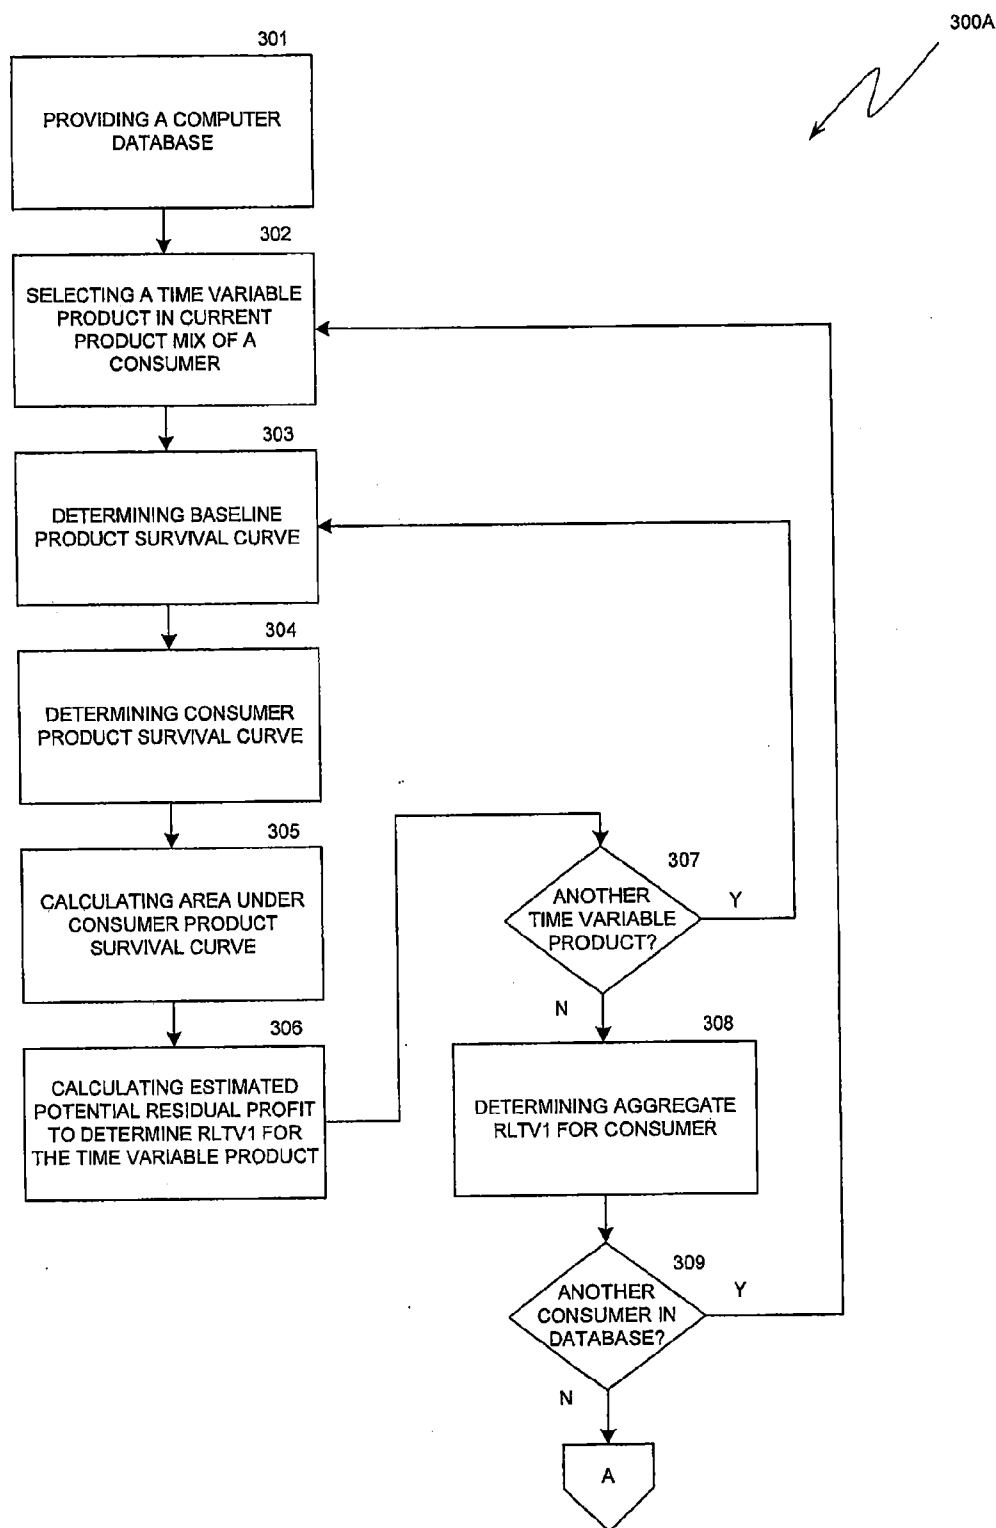 300A
301
PROVIDING A COMPUTER
DATABASE
302
SELECTING A TIME VARIABLE
PRODUCT IN CURRENT
PRODUCT MIX OF A
CONSUMER
303
DETERMINING BASELINE
PRODUCT SURVIVAL CURVE
304
DETERMINING CONSUMER
PRODUCT SURVIVAL CURVE
305
CALCULATING AREA UNDER
CONSUMER PRODUCT
SURVIVAL CURVE
306
CALCULATING ESTIMATED
POTENTIAL RESIDUAL PROFIT
TO DETERMINE RLTV1 FOR
THE TIME VARIABLE PRODUCT
307
ANOTHER
TIME VARIABLE
PRODUCT?
Y
N
308
DETERMINING AGGREGATE
RLTV1 FOR CONSUMER
309
ANOTHER
CONSUMER IN
DATABASE?
Y
N
A